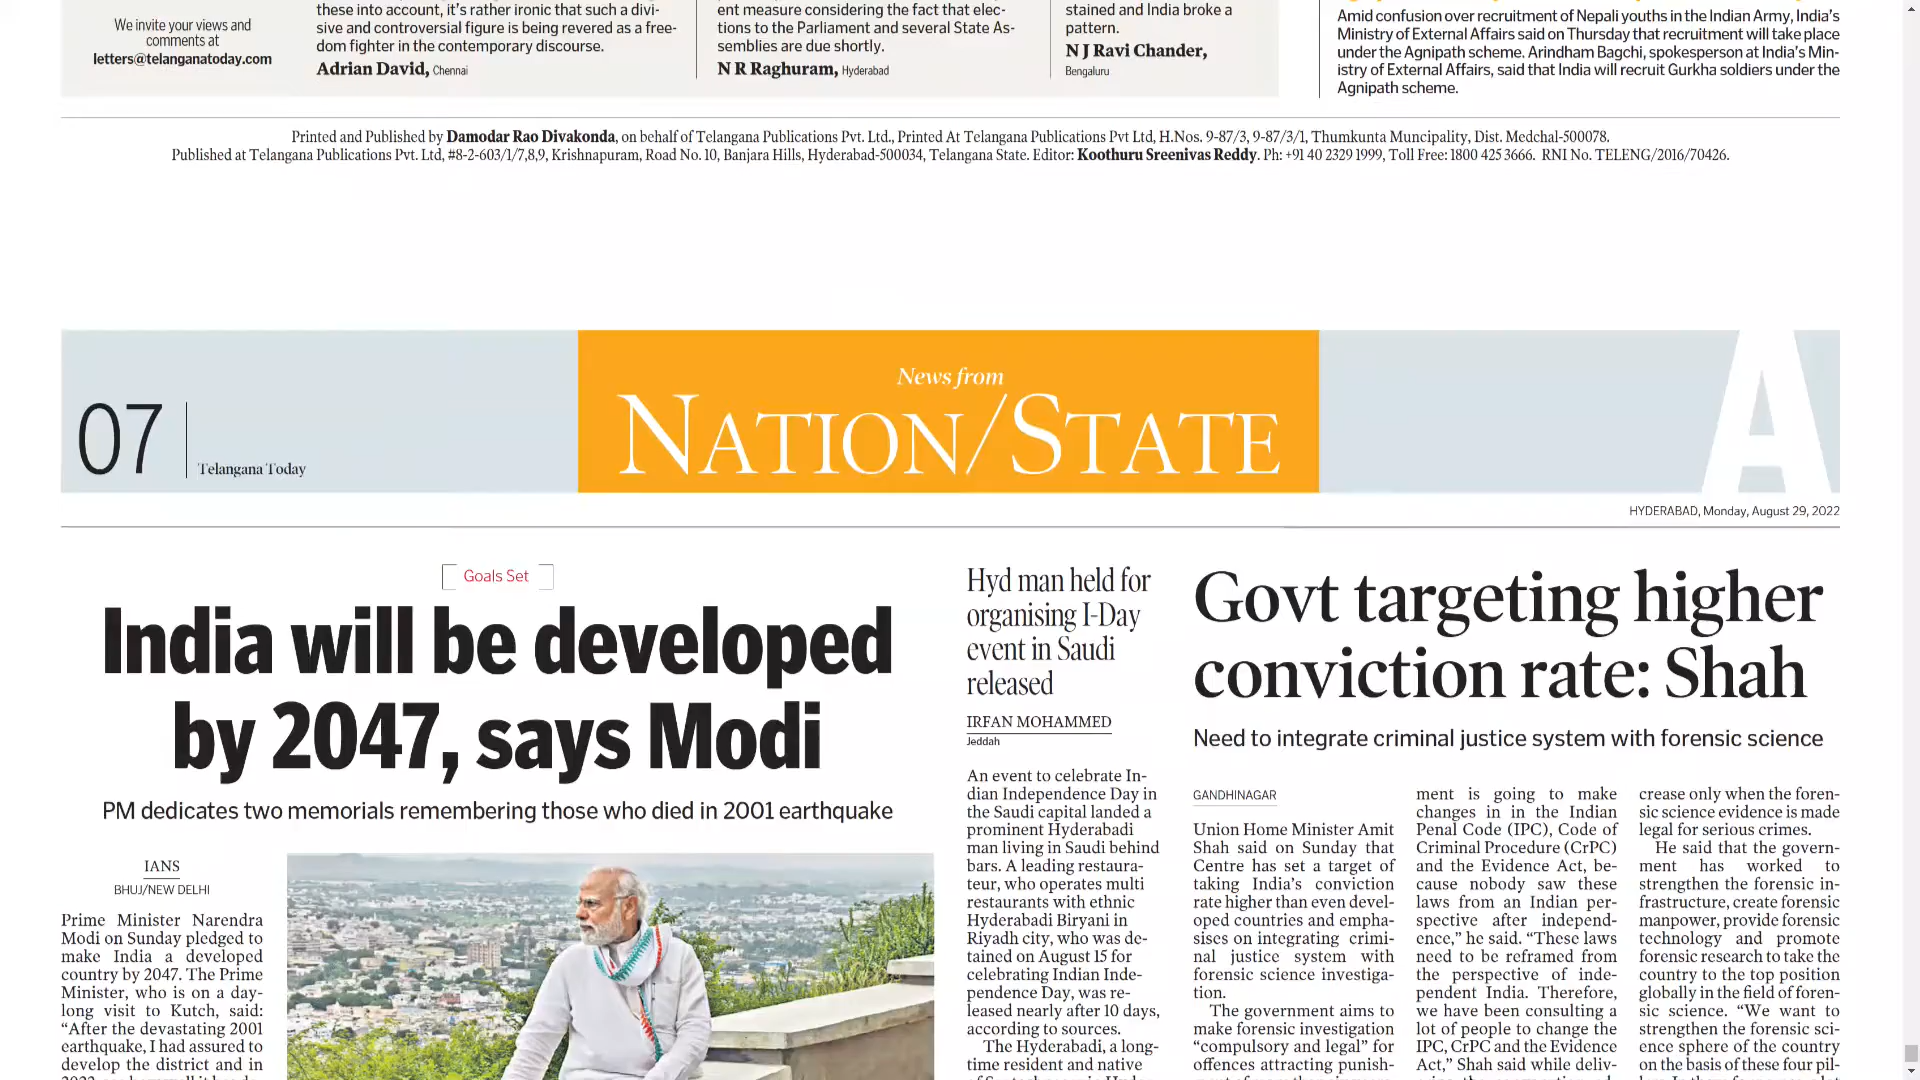 We invite your views and
comments at
letters@telanganatoday.com
these into account, it's rather ironic that such a divi-
sive and controversial figure is being revered as a free-
dom fighter in the contemporary discourse.
Adrian David, Chennai
ent measure considering the fact that elec-
tions to the Parliament and several State As-
semblies are due shortly.
N R Raghuram, Hyderabad
stained and India broke a
pattern.
N J Ravi Chander,
Bengaluru
Amid confusion over recruitment of Nepali youths in the Indian Army, India's
Ministry of External Affairs said on Thursday that recruitment will take place
under the Agnipath scheme. Arindham Bagchi, spokesperson at India's Min-
istry of External Affairs, said that India will recruit Gurkha soldiers under the
Agnipath scheme.
Printed and Published by Damodar Rao Divakonda, on behalf of Telangana Publications Pvt. Ltd., Printed At Telangana Publications Pvt Ltd, H.Nos. 9-87/3, 9-87/3/1, Thumkunta Muncipality, Dist. Medchal-500078.
Published at Telangana Publications Pvt. Ltd, #8-2-603/1/7,8,9, Krishnapuram, Road No. 10, Banjara Hills, Hyderabad-500034, Telangana State. Editor: Koothuru Sreenivas Reddy. Ph: +91 40 2329 1999, Toll Free: 1800 425 3666. RNI No. TELENG/2016/70426.
07
Telangana Today
News from
NATION/STATE
A
HYDERABAD, Monday, August 29, 2022
Goals Set
India will be developed
by 2047, says Modi
PM dedicates two memorials remembering those who died in 2001 earthquake
IANS
BHUJ/NEW DELHI
Prime Minister Narendra
Modi on Sunday pledged to
make India a developed
country by 2047. The Prime
Minister, who is on a day-
long visit to Kutch, said:
"After the devastating 2001
earthquake, I had assured to
develop the district and in
Hyd man held for
organising I-Day
event in Saudi
released
IRFAN MOHAMMED
Jeddah
An event to celebrate In-
dian Independence Day in
the Saudi capital landed a
prominent Hyderabadi
man living in Saudi behind
bars. A leading restaura-
teur, who operates multi
restaurants with ethnic
Hyderabadi Biryani in
Riyadh city, who was de-
tained on August 15 for
celebrating Indian Inde-
pendence Day, was re-
leased nearly after 10 days,
according to sources.
The Hyderabadi, a long-
time resident and native
Govt targeting higher
conviction rate: Shah
Need to integrate criminal justice system with forensic science
GANDHINAGAR
Union Home Minister Amit
Shah said on Sunday that
Centre has set a target of
taking India's conviction
rate higher than even devel-
oped countries and empha-
sises on integrating crimi-
nal justice system with
forensic science investiga-
tion.
The government aims to
make forensic investigation
"compulsory and legal" for
offences attracting punish-
ment is going to make
changes in in the Indian
Penal Code (IPC), Code of
Criminal Procedure (CrPC)
and the Evidence Act, be-
cause nobody saw these
laws from an Indian per-
spective after independ-
ence," he said. "These laws
need to be reframed from
the perspective of inde-
pendent India. Therefore,
we have been consulting a
lot of people to change the
IPC, CrPC and the Evidence
Act," Shah said while deliv-
crease only when the foren-
sic science evidence is made
legal for serious crimes.
He said that the govern-
ment has worked to
strengthen the forensic in-
frastructure, create forensic
manpower, provide forensic
technology and promote
forensic research to take the
country to the top position
globally in the field of foren-
sic science. "We want to
strengthen the forensic sci-
ence sphere of the country
on the basis of these four pil-